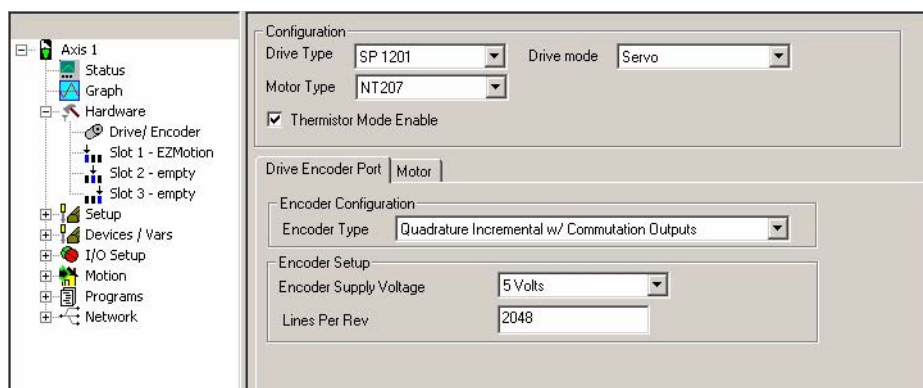 Axis 1
Status
Graph
Hardware
Drive/ Encoder
Slot 1 - EZMotion
Slot 2 - empty
Slot 3 - empty
Setup
Devices / Vars
I/O Setup
Motion
Programs
Network
Configuration
Drive Type SP 1201 Drive mode Servo
Motor Type NT207
Thermistor Mode Enable
Drive Encoder Port Motor
Encoder Configuration
Encoder Type Quadrature Incremental w/ Commutation Outputs
Encoder Setup
Encoder Supply Voltage 5 Volts
Lines Per Rev 2048